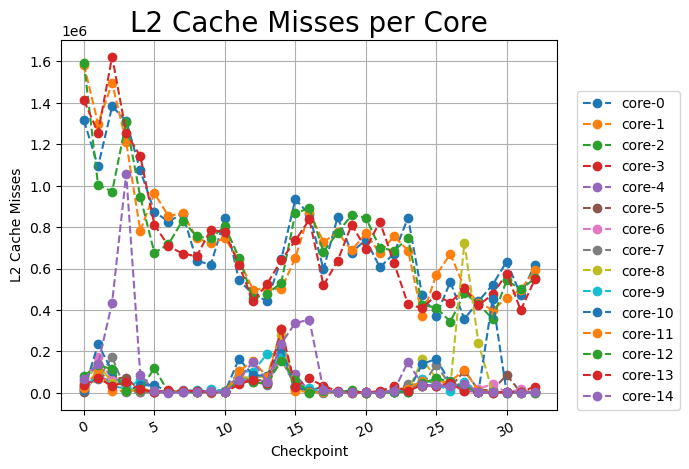 L2 Cache Misses per Core
1e6
1.6
1.4
1.2
1.0
0.8
0.6
0.4
0.2
0.0
L2 Cache Misses
0
5
10
15
20
25
30
Checkpoint
core-0
core-1
core-2
core-3
core-4
core-5
core-6
core-7
core-8
core-9
core-10
core-11
core-12
core-13
core-14